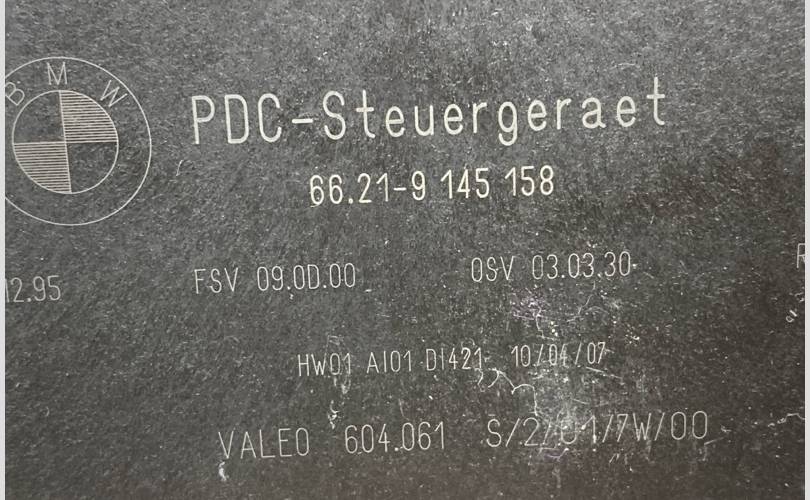 BMW
PDC-Steuergeraet
66.21-9 145 158
12.95 FSV 09.0D.00 OSV 03.03.30
HW01 AI01 DI421 10/04/07
VALEO 604.061